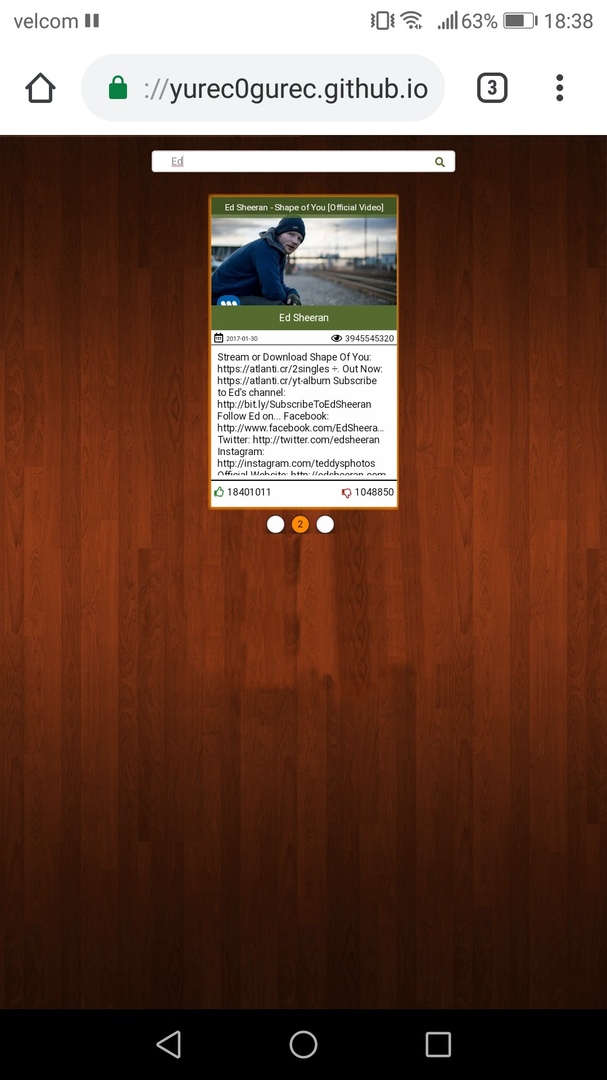 velcom 63% 18:38
://yurec0gurec.github.io 3
Ed
Ed Sheeran - Shape of You [Official Video]
Ed Sheeran
2017-01-30 3945545320
Stream or Download Shape Of You:
https://atlanti.cr/2singles ÷. Out Now:
https://atlanti.cr/yt-album Subscribe
to Ed's channel:
http://bit.ly/SubscribeToEdSheeran
Follow Ed on... Facebook:
http://www.facebook.com/EdSheera...
Twitter: http://twitter.com/edsheeran
Instagram:
http://instagram.com/teddysphotos
Official Website: http://edsheeran.com
18401011 1048850
2